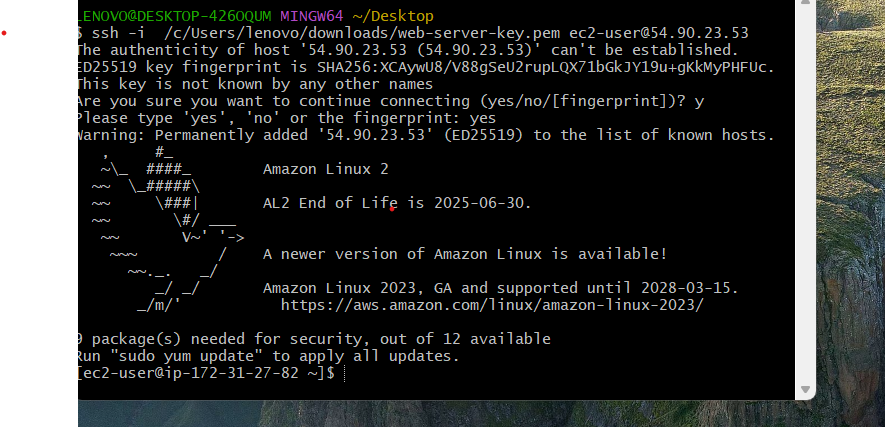 LENOVO@DESKTOP-426OQUM MINGW64 ~/Desktop
$ ssh -i  /c/Users/lenovo/downloads/web-server-key.pem ec2-user@54.90.23.53
The authenticity of host '54.90.23.53 (54.90.23.53)' can't be established.
ED25519 key fingerprint is SHA256:XCAywU8/V88gSeU2rupLQX71bGkJY19u+gKkMyPHFUc.
This key is not known by any other names
Are you sure you want to continue connecting (yes/no/[fingerprint])? y
Please type 'yes', 'no' or the fingerprint: yes
Warning: Permanently added '54.90.23.53' (ED25519) to the list of known hosts.
   ,     #_
   ~\_  ####_        Amazon Linux 2
  ~~  \_#####\
  ~~     \###|       AL2 End of Life is 2025-06-30.
  ~~       \#/ ___
   ~~       V~' '->
    ~~~         /    A newer version of Amazon Linux is available!
      ~~._.   _/
         _/ _/       Amazon Linux 2023, GA and supported until 2028-03-15.
       _/m/'           https://aws.amazon.com/linux/amazon-linux-2023/
9 package(s) needed for security, out of 12 available
Run "sudo yum update" to apply all updates.
[ec2-user@ip-172-31-27-82 ~]$